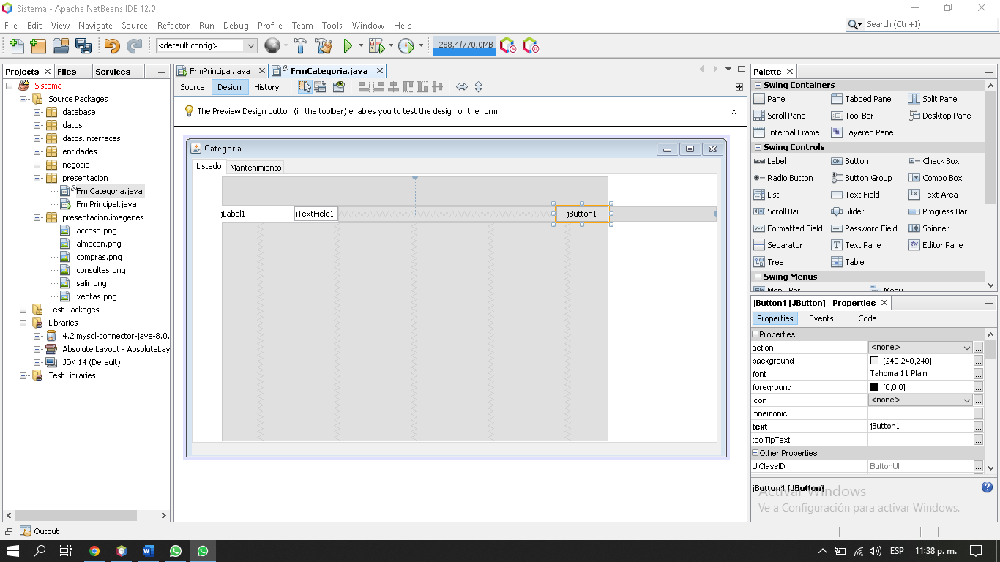 Sistema - Apache NetBeans IDE 12.0
File Edit View Navigate Source Refactor Run Debug Profile Team Tools Window Help
Search (Ctrl+I)
<default config>
288,4/770,0MB
Projects Files Services
Sistema
Source Packages
database
datos
datos.interfaces
entidades
negocio
presentacion
FrmCategoria.java
FrmPrincipal.java
presentacion.imagenes
acceso.png
almacen.png
compras.png
consultas.png
salir.png
ventas.png
Test Packages
Libraries
4.2 mysql-connector-java-8.0.
Absolute Layout - AbsoluteLay
JDK 14 (Default)
Test Libraries
FrmPrincipal.java FrmCategoria.java
Source Design History
The Preview Design button (in the toolbar) enables you to test the design of the form.
x
Categoria
Listado Mantenimiento
jLabel1 jTextField1 jButton1
Palette
Swing Containers
Panel Tabbed Pane Split Pane
Scroll Pane Tool Bar Desktop Pane
Internal Frame Layered Pane
Swing Controls
Label Button Check Box
Radio Button Button Group Combo Box
List Text Field Text Area
Scroll Bar Slider Progress Bar
Formatted Field Password Field Spinner
Separator Text Pane Editor Pane
Tree Table
Swing Menus
Menu Bar Menu
jButton1 [JButton] - Properties
Properties Events Code
Properties
action <none>
background [240,240,240]
font Tahoma 11 Plain
foreground [0,0,0]
icon <none>
mnemonic
text jButton1
toolTipText
Other Properties
UIClassID ButtonUI
jButton1 [JButton]
Activar Windows
Ve a Configuración para activar Windows.
Output
ESP 11:38 p. m.